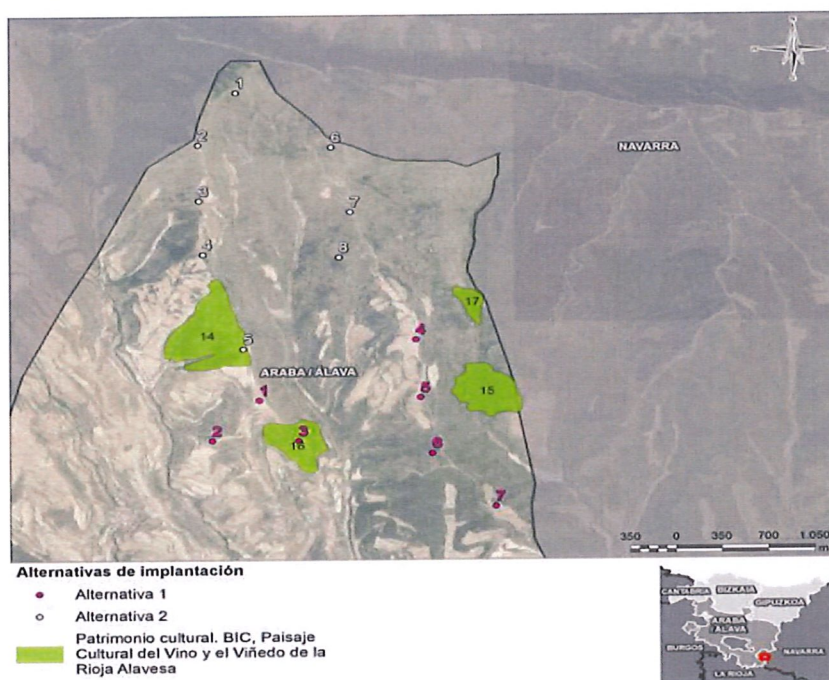 1
2
6
NAVARRA
3
7
4
8
17
14
4
5
ARABA / ÁLAVA
15
5
1
2
3
16
6
7
350 0 350 700 1.050
m
Alternativas de implantación
Alternativa 1
Alternativa 2
Patrimonio cultural. BIC, Paisaje
Cultural del Vino y el Viñedo de la
Rioja Alavesa
CANTABRIA
BIZKAIA
GIPUZKOA
ARABA /
ÁLAVA
BURGOS
NAVARRA
LA RIOJA